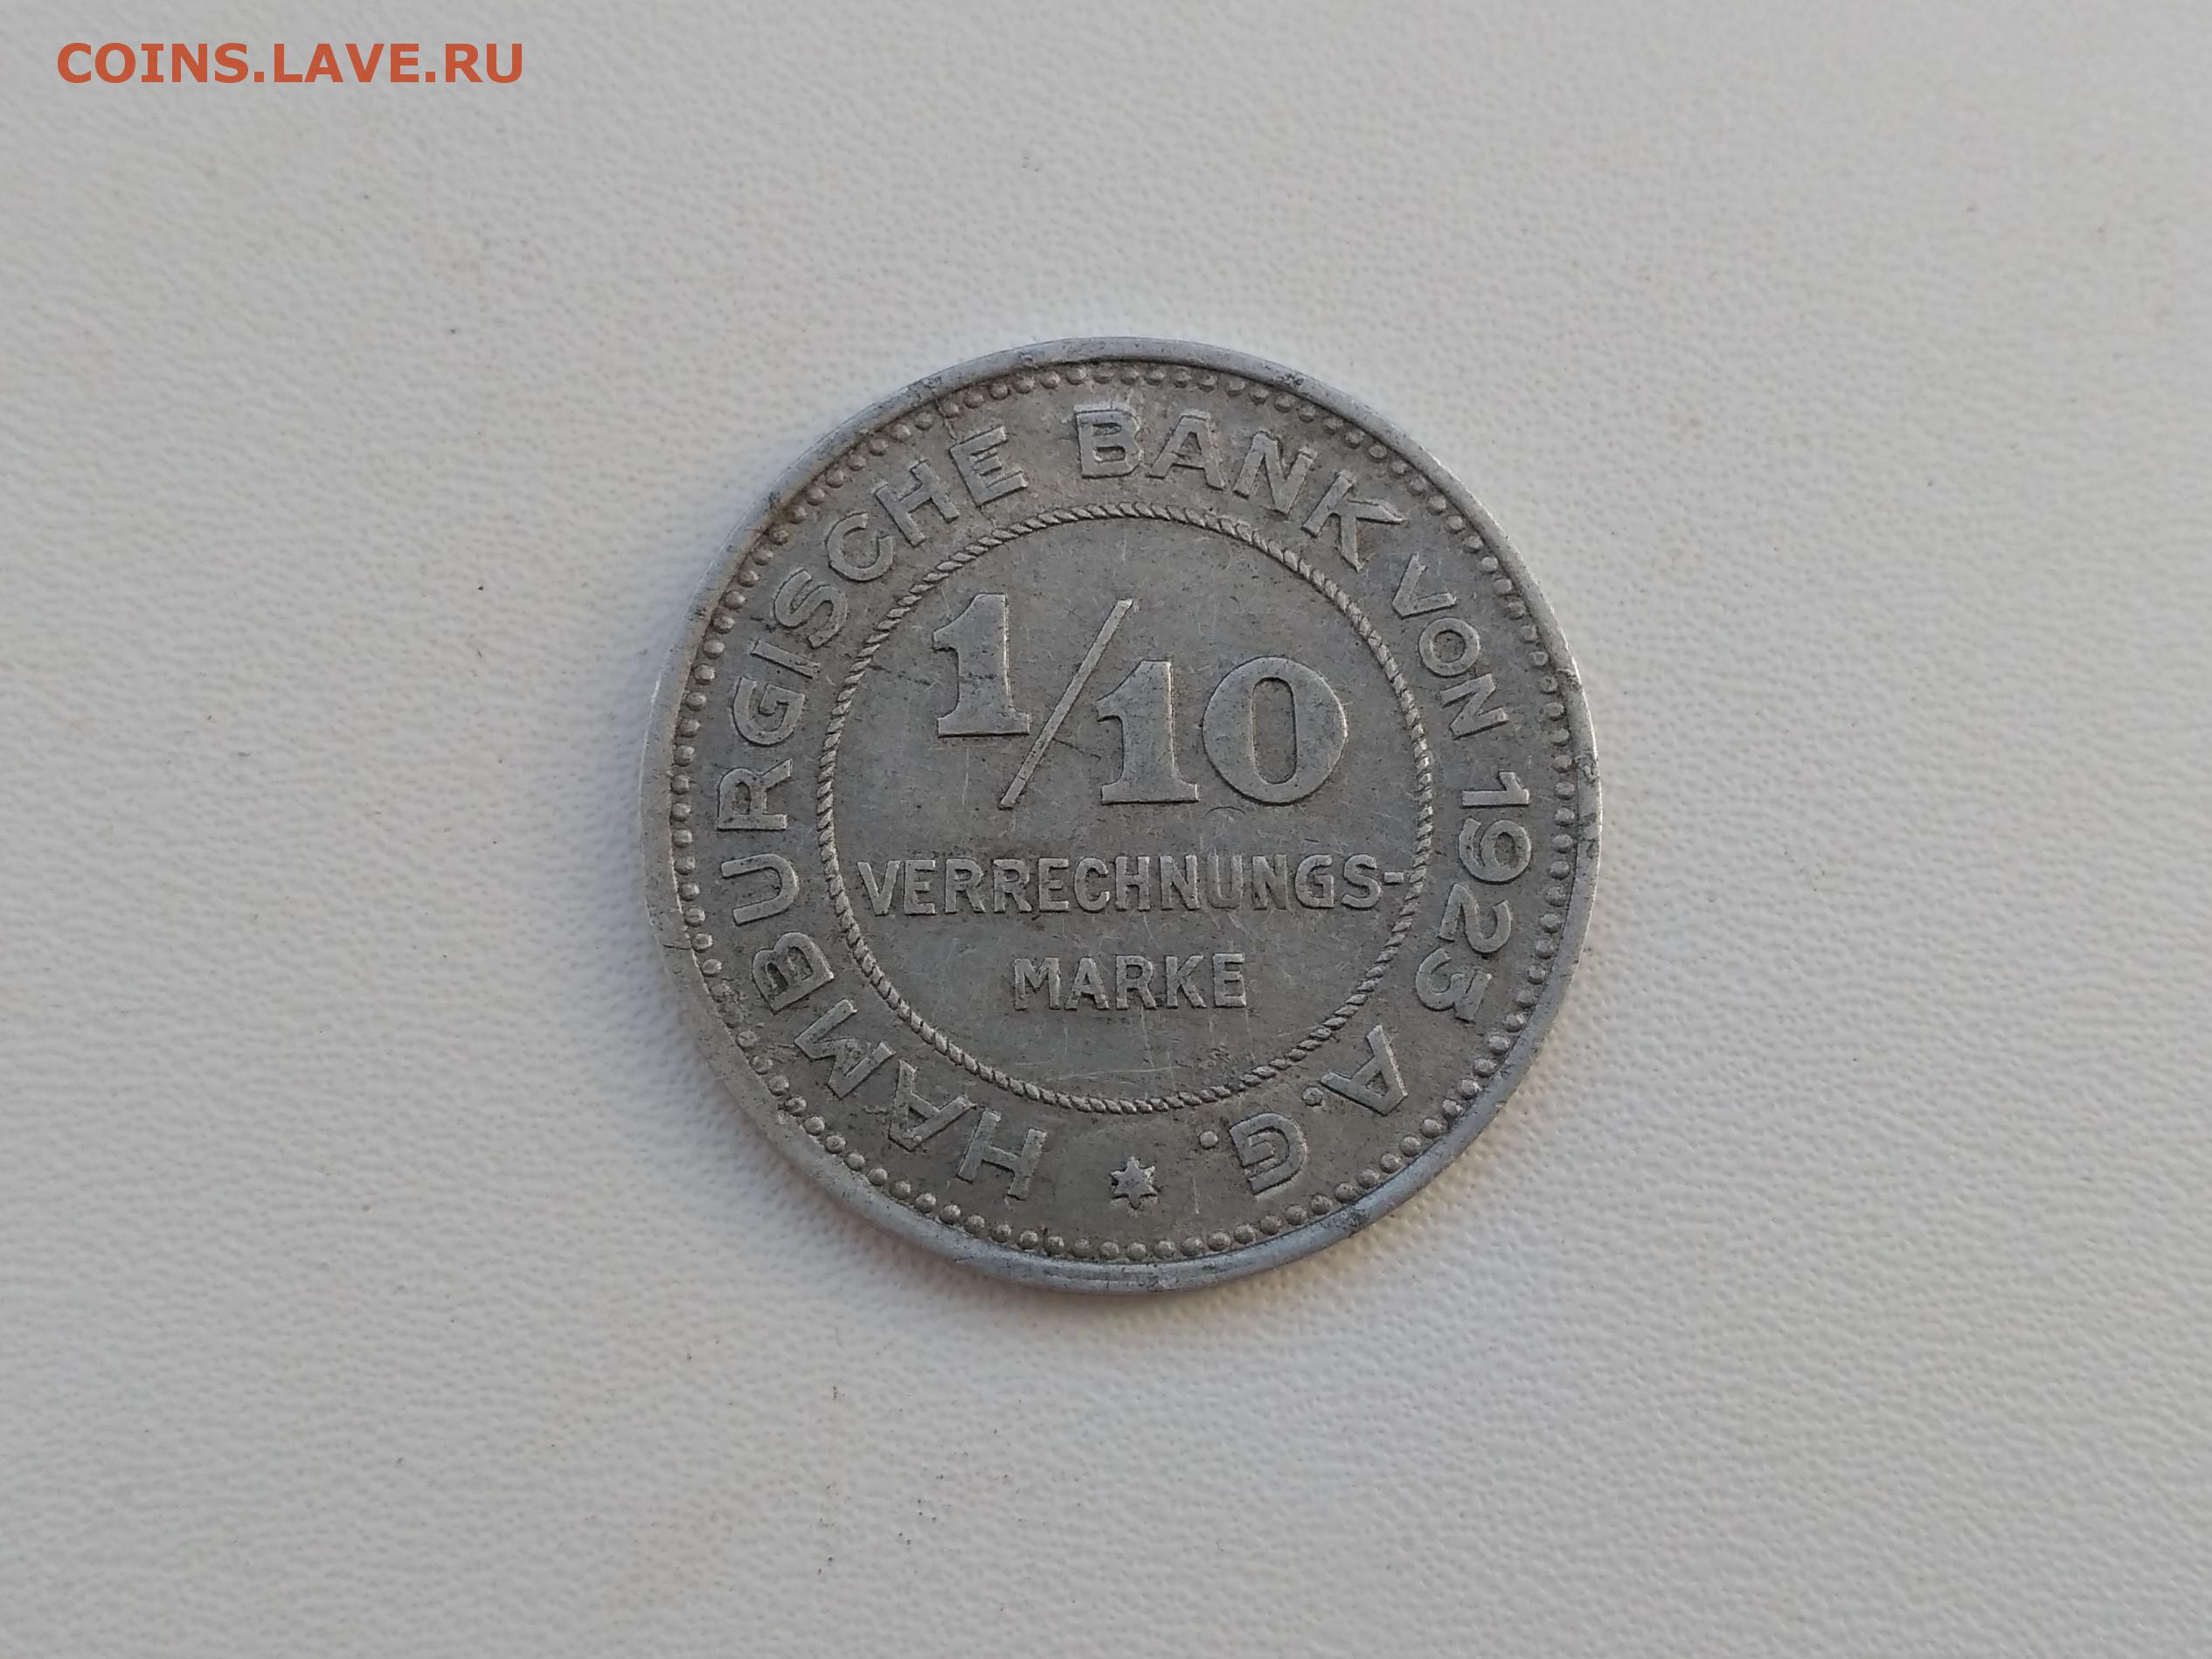 COINS.LAVE.RU
HAMBURGISCHE BANK VON 1923 A.G.
1/10
VERRECHNUNGS-
MARKE